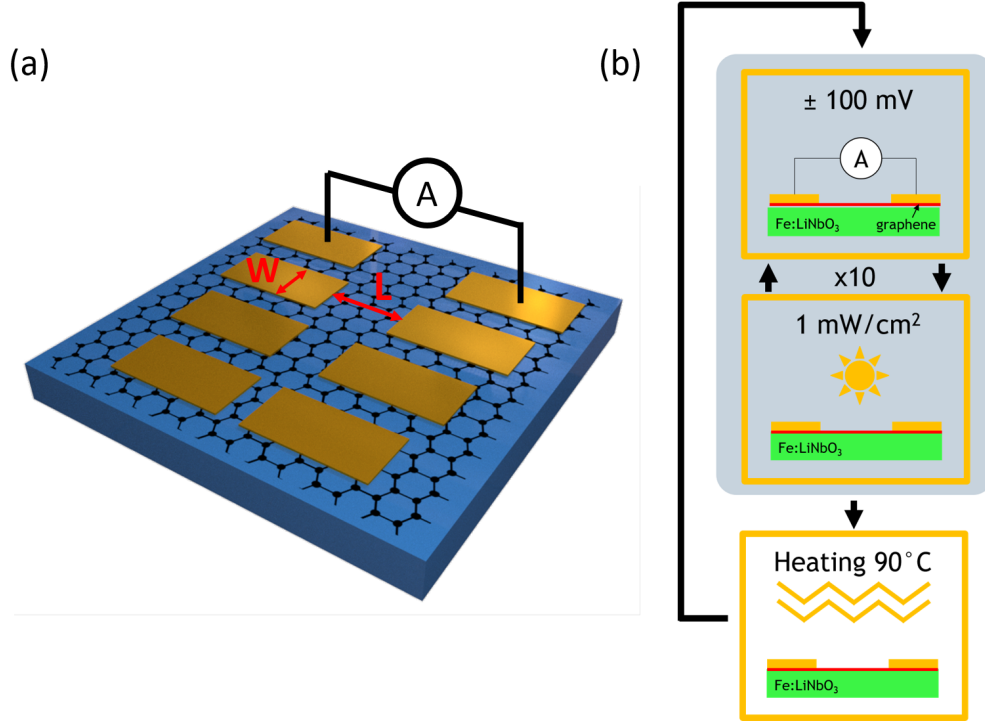 (a)
A
W
L
(b)
± 100 mV
A
Fe:LiNbO₃
graphene
x10
1 mW/cm²
Fe:LiNbO₃
Heating 90°C
Fe:LiNbO₃